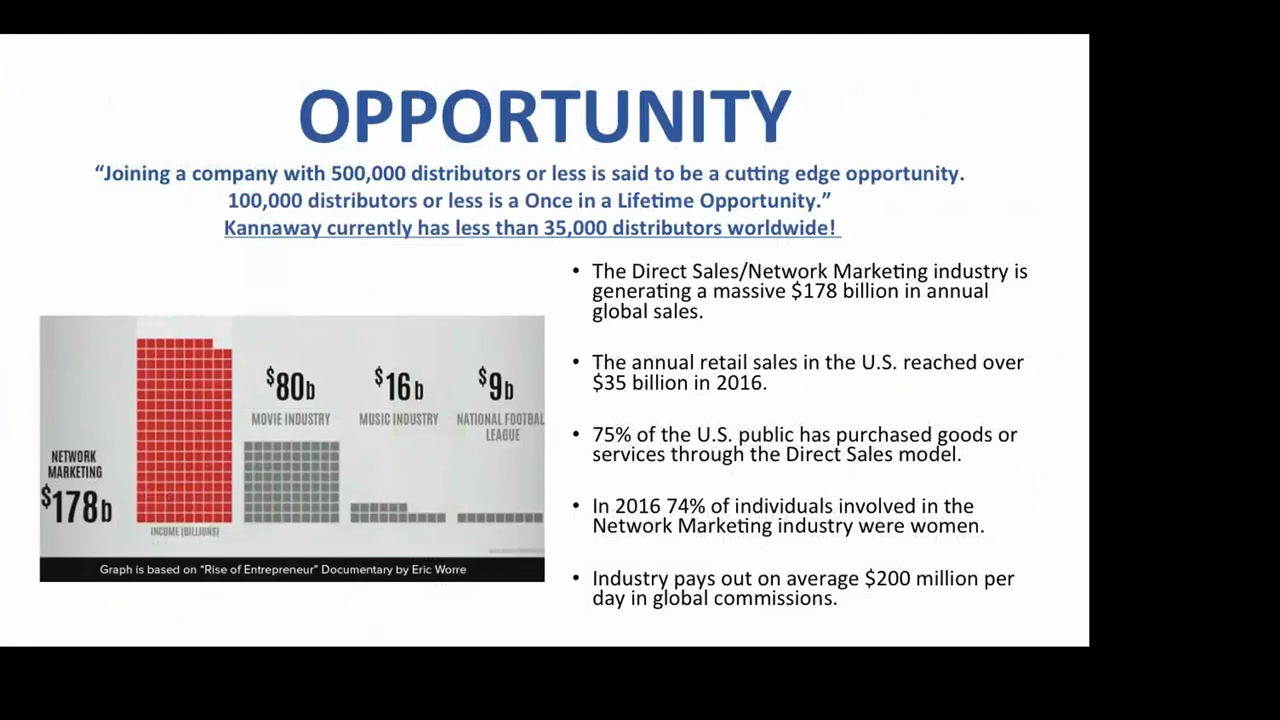 OPPORTUNITY
“Joining a company with 500,000 distributors or less is said to be a cutting edge opportunity.
100,000 distributors or less is a Once in a Lifetime Opportunity.”
Kannaway currently has less than 35,000 distributors worldwide!
• The Direct Sales/Network Marketing industry is
generating a massive $178 billion in annual
global sales.
• The annual retail sales in the U.S. reached over
$35 billion in 2016.
• 75% of the U.S. public has purchased goods or
services through the Direct Sales model.
• In 2016 74% of individuals involved in the
Network Marketing industry were women.
• Industry pays out on average $200 million per
day in global commissions.
NETWORK
MARKETING
$178b
INCOME (BILLIONS)
$80b
MOVIE INDUSTRY
$16b
MUSIC INDUSTRY
$9b
NATIONAL FOOTBAL
LEAGUE
Graph is based on “Rise of Entrepreneur” Documentary by Eric Worre